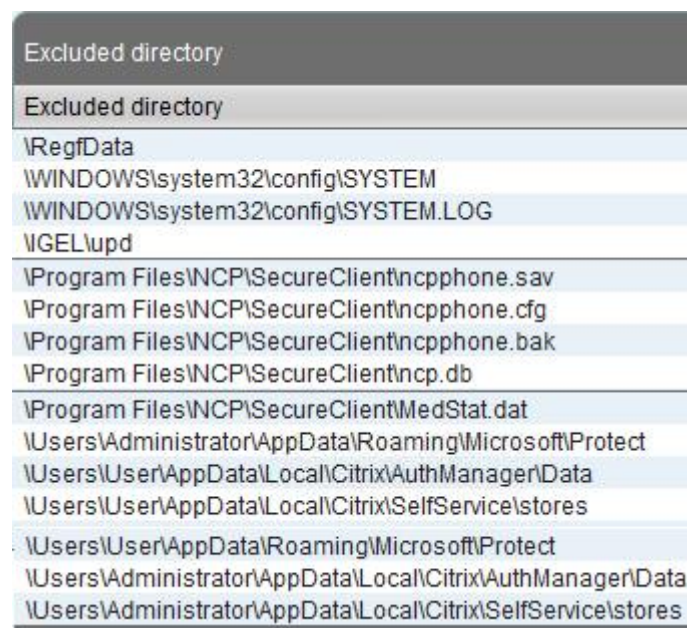 Excluded directory
Excluded directory
\RegfData
\WINDOWS\system32\config\SYSTEM
\WINDOWS\system32\config\SYSTEM.LOG
\IGEL\upd
\Program Files\NCP\SecureClient\ncpphone.sav
\Program Files\NCP\SecureClient\ncpphone.cfg
\Program Files\NCP\SecureClient\ncpphone.bak
\Program Files\NCP\SecureClient\ncp.db
\Program Files\NCP\SecureClient\MedStat.dat
\Users\Administrator\AppData\Roaming\Microsoft\Protect
\Users\User\AppData\Local\Citrix\AuthManager\Data
\Users\User\AppData\Local\Citrix\SelfService\stores
\Users\User\AppData\Roaming\Microsoft\Protect
\Users\Administrator\AppData\Local\Citrix\AuthManager\Data
\Users\Administrator\AppData\Local\Citrix\SelfService\stores